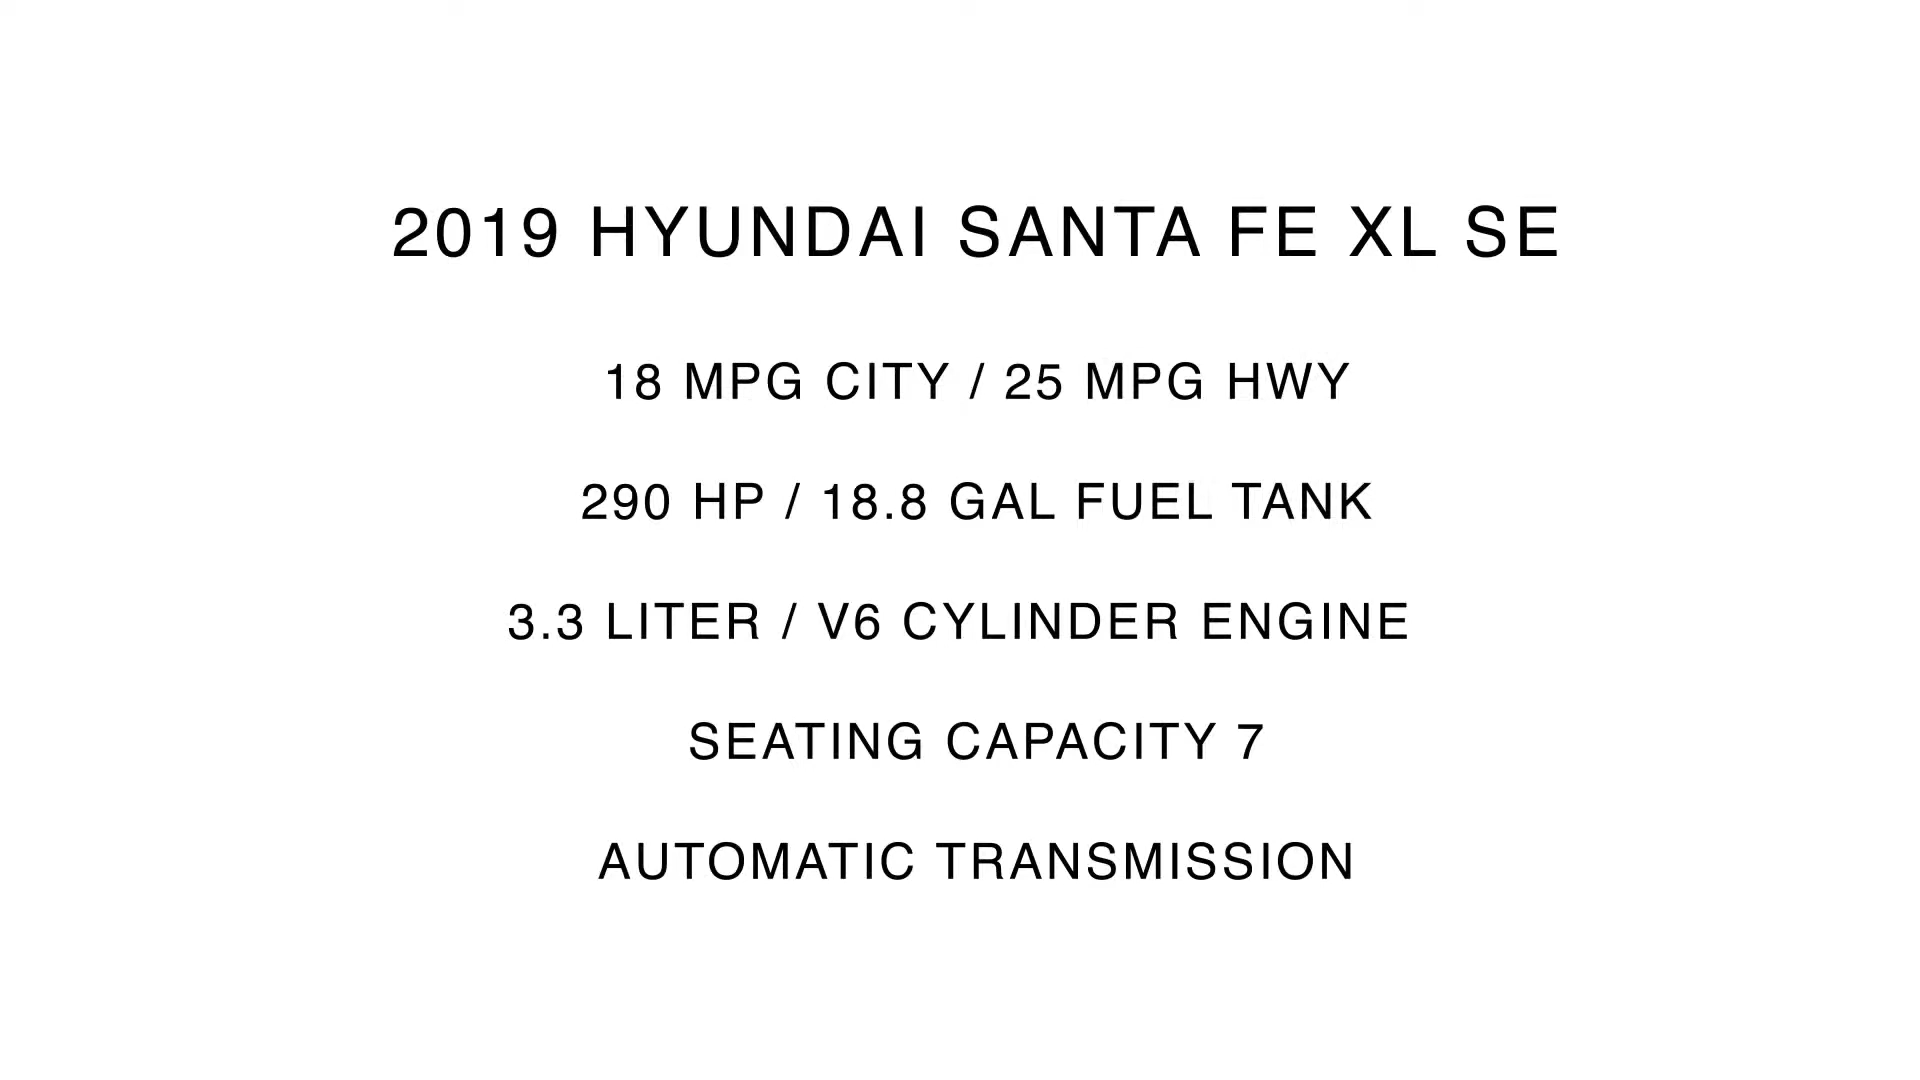 2019 HYUNDAI SANTA FE XL SE
18 MPG CITY / 25 MPG HWY
290 HP / 18.8 GAL FUEL TANK
3.3 LITER / V6 CYLINDER ENGINE
SEATING CAPACITY 7
AUTOMATIC TRANSMISSION